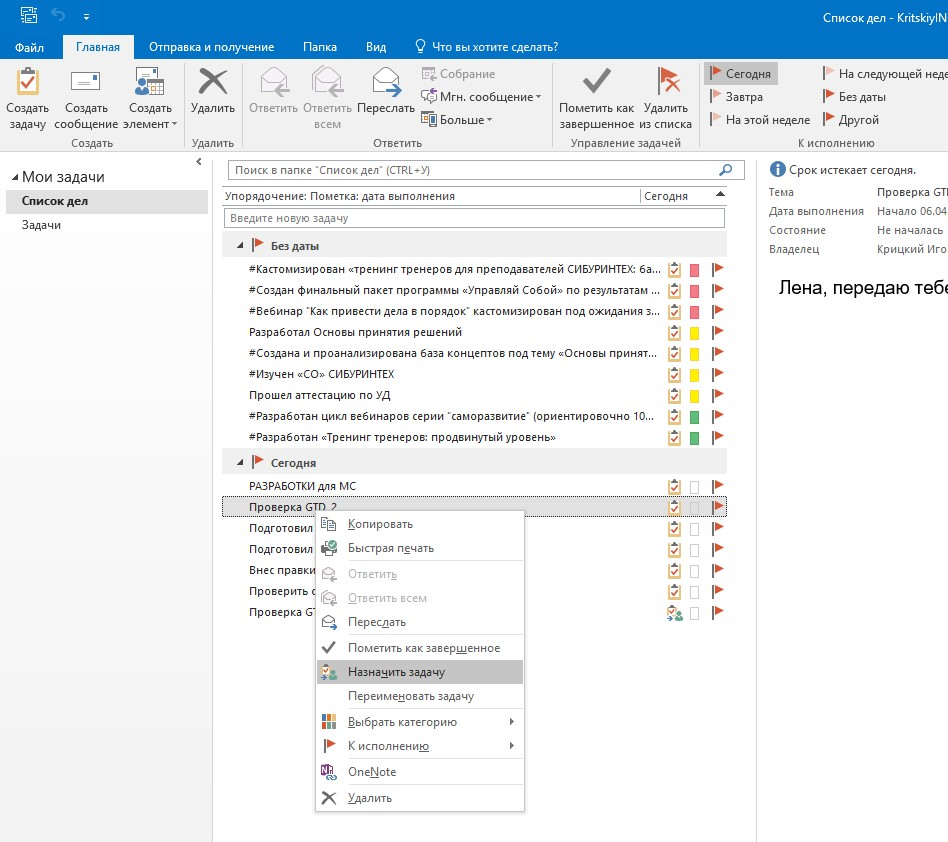 Список дел - KritskiyIN
Файл
Главная
Отправка и получение
Папка
Вид
Что вы хотите сделать?
Создать задачу
Создать сообщение
Создать элемент
Создать
Удалить
Удалить
Ответить
Ответить всем
Переслать
Собрание
Мгн. сообщение
Больше
Ответить
Пометить как завершенное
Удалить из списка
Управление задачей
Сегодня
Завтра
На этой неделе
На следующей неде
Без даты
Другой
К исполнению
Мои задачи
Список дел
Задачи
Поиск в папке "Список дел" (CTRL+У)
Упорядочение: Пометка: дата выполнения
Сегодня
Введите новую задачу
Без даты
#Кастомизирован «тренинг тренеров для преподавателей СИБУРИНТЕХ: ба...
#Создан финальный пакет программы «Управляй Собой» по результатам ...
#Вебинар "Как привести дела в порядок" кастомизирован под ожидания з...
Разработал Основы принятия решений
#Создана и проанализирована база концептов под тему «Основы принят...
#Изучен «СО» СИБУРИНТЕХ
Прошел аттестацию по УД
#Разработан цикл вебинаров серии "саморазвитие" (ориентировочно 10...
#Разработан «Тренинг тренеров: продвинутый уровень»
Сегодня
РАЗРАБОТКИ для МС
Проверка GTD_2
Подготовил
Подготовил
Внес правки
Проверить с
Проверка GT
Копировать
Быстрая печать
Ответить
Ответить всем
Переслать
Пометить как завершенное
Назначить задачу
Переименовать задачу
Выбрать категорию
К исполнению
OneNote
Удалить
Срок истекает сегодня.
Тема Проверка GT
Дата выполнения Начало 06.04
Состояние Не началась
Владелец Крицкий Иго
Лена, передаю тебе